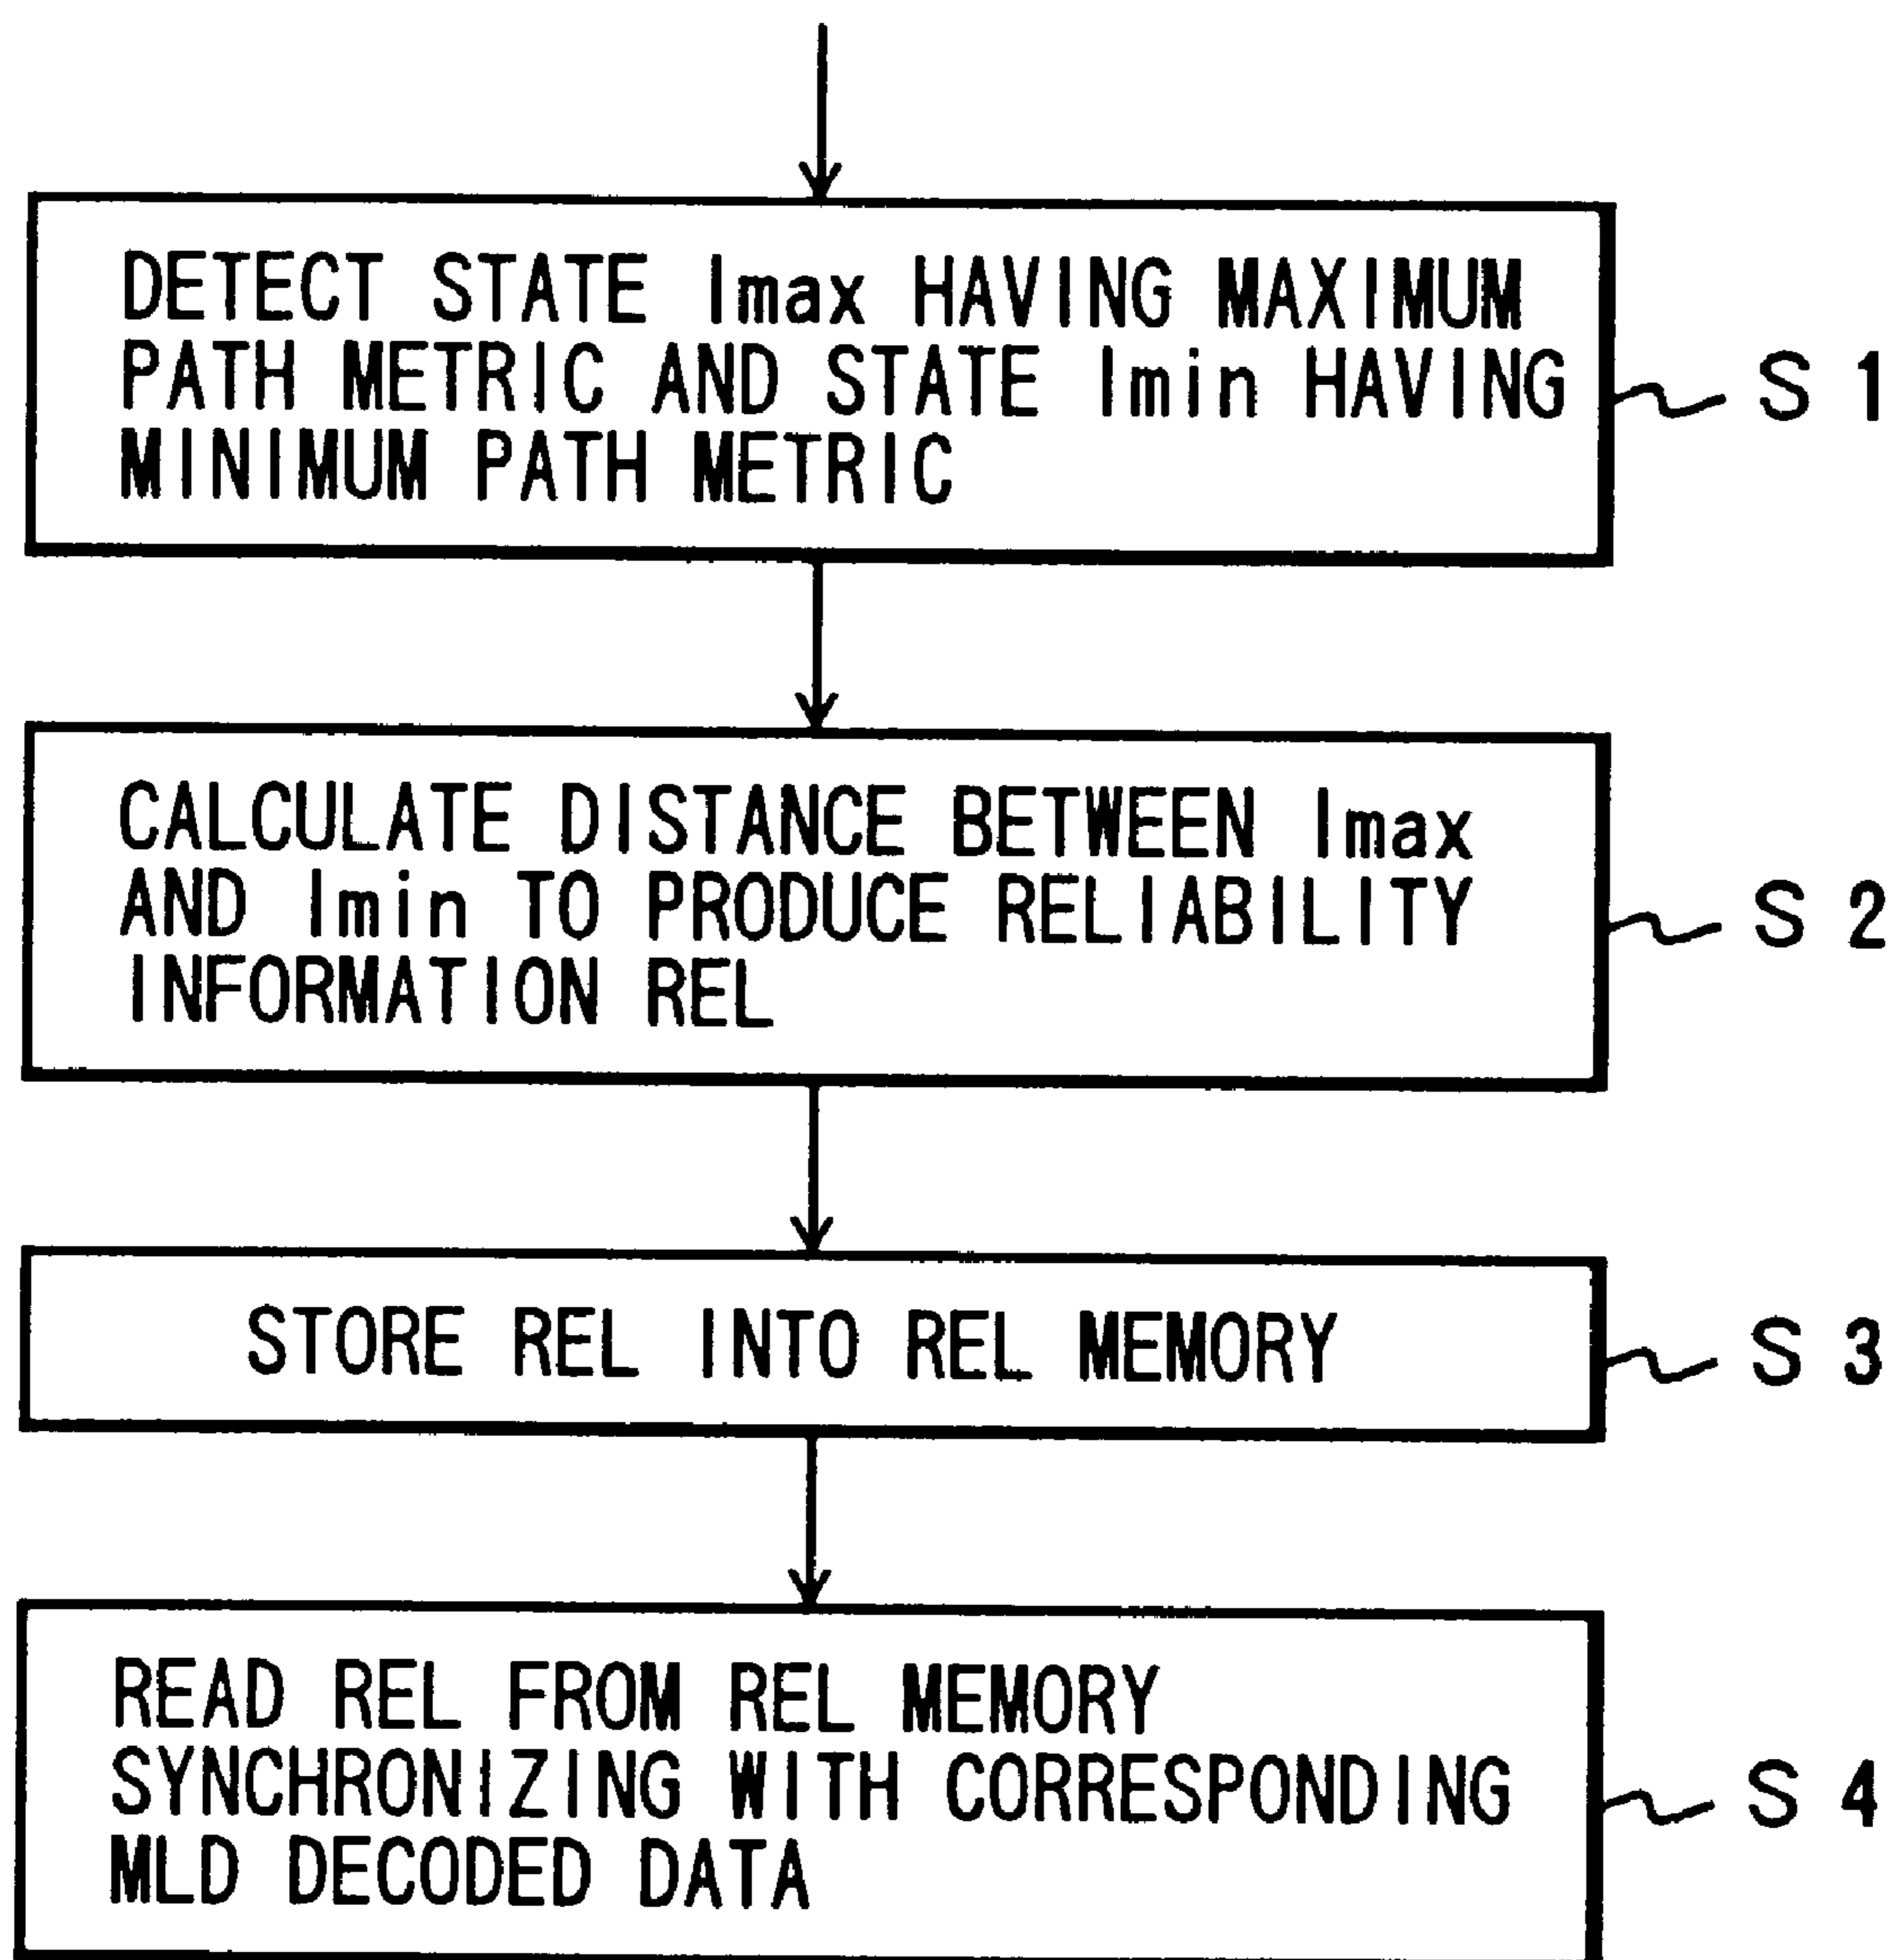 DETECT STATE Imax HAVING MAXIMUM
PATH METRIC AND STATE Imin HAVING
MINIMUM PATH METRIC
S 1
CALCULATE DISTANCE BETWEEN Imax
AND Imin TO PRODUCE RELIABILITY
INFORMATION REL
S 2
STORE REL INTO REL MEMORY
S 3
READ REL FROM REL MEMORY
SYNCHRONIZING WITH CORRESPONDING
MLD DECODED DATA
S 4